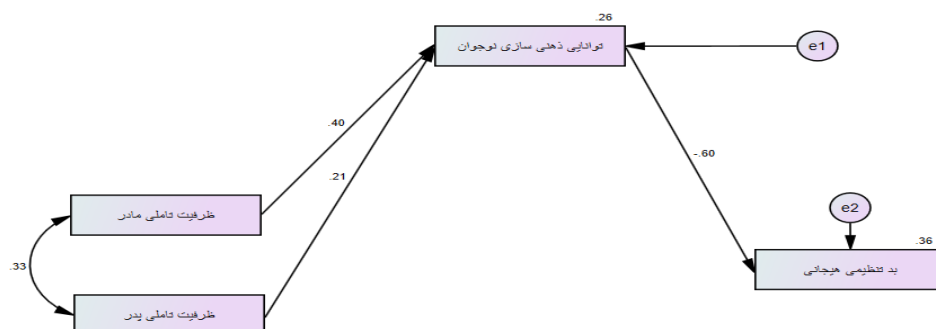 .26
توانایی ذهنی سازی نوجوان
e1
.40
-.60
.21
ظرفیت تاملی مادر
e2
.36
.33
بد تنظیمی هیجانی
ظرفیت تاملی پدر